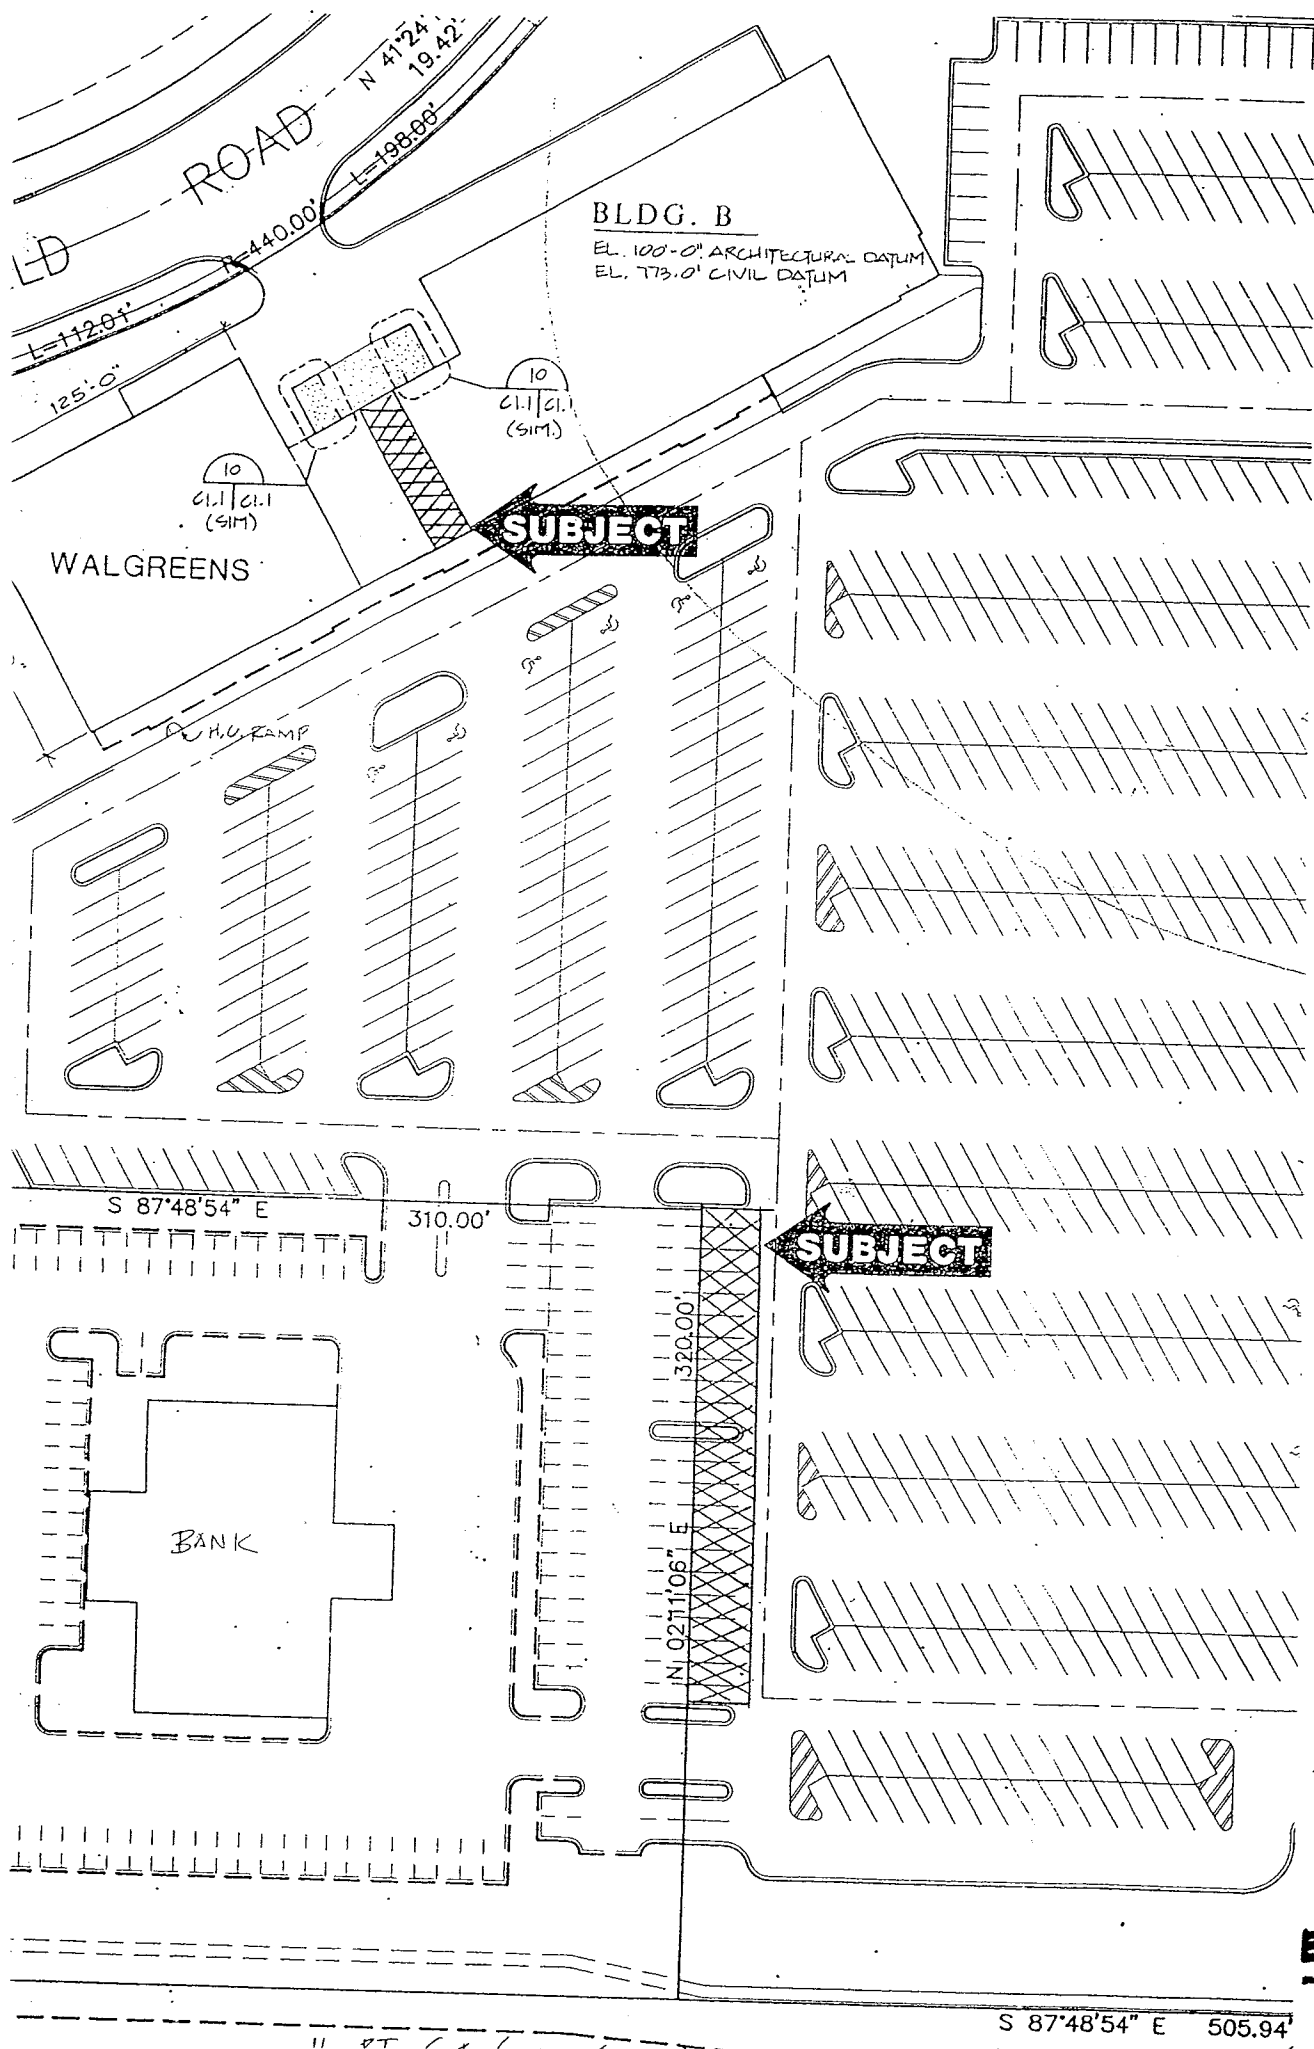 N 41°24'
19.42'
ROAD
L=198.00'
LD
R=440.00'
L=112.01'
125'-0"
BLDG. B
EL. 100'-0" ARCHITECTURAL DATUM
EL. 773.0' CIVIL DATUM
10
C1.1 C1.1
(SIM.)
10
C1.1 C1.1
(SIM)
SUBJECT
WALGREENS
RAMP
S 87°48'54" E
310.00'
SUBJECT
320.00'
N 02°11'06" E
BANK
S 87°48'54" E 505.94'